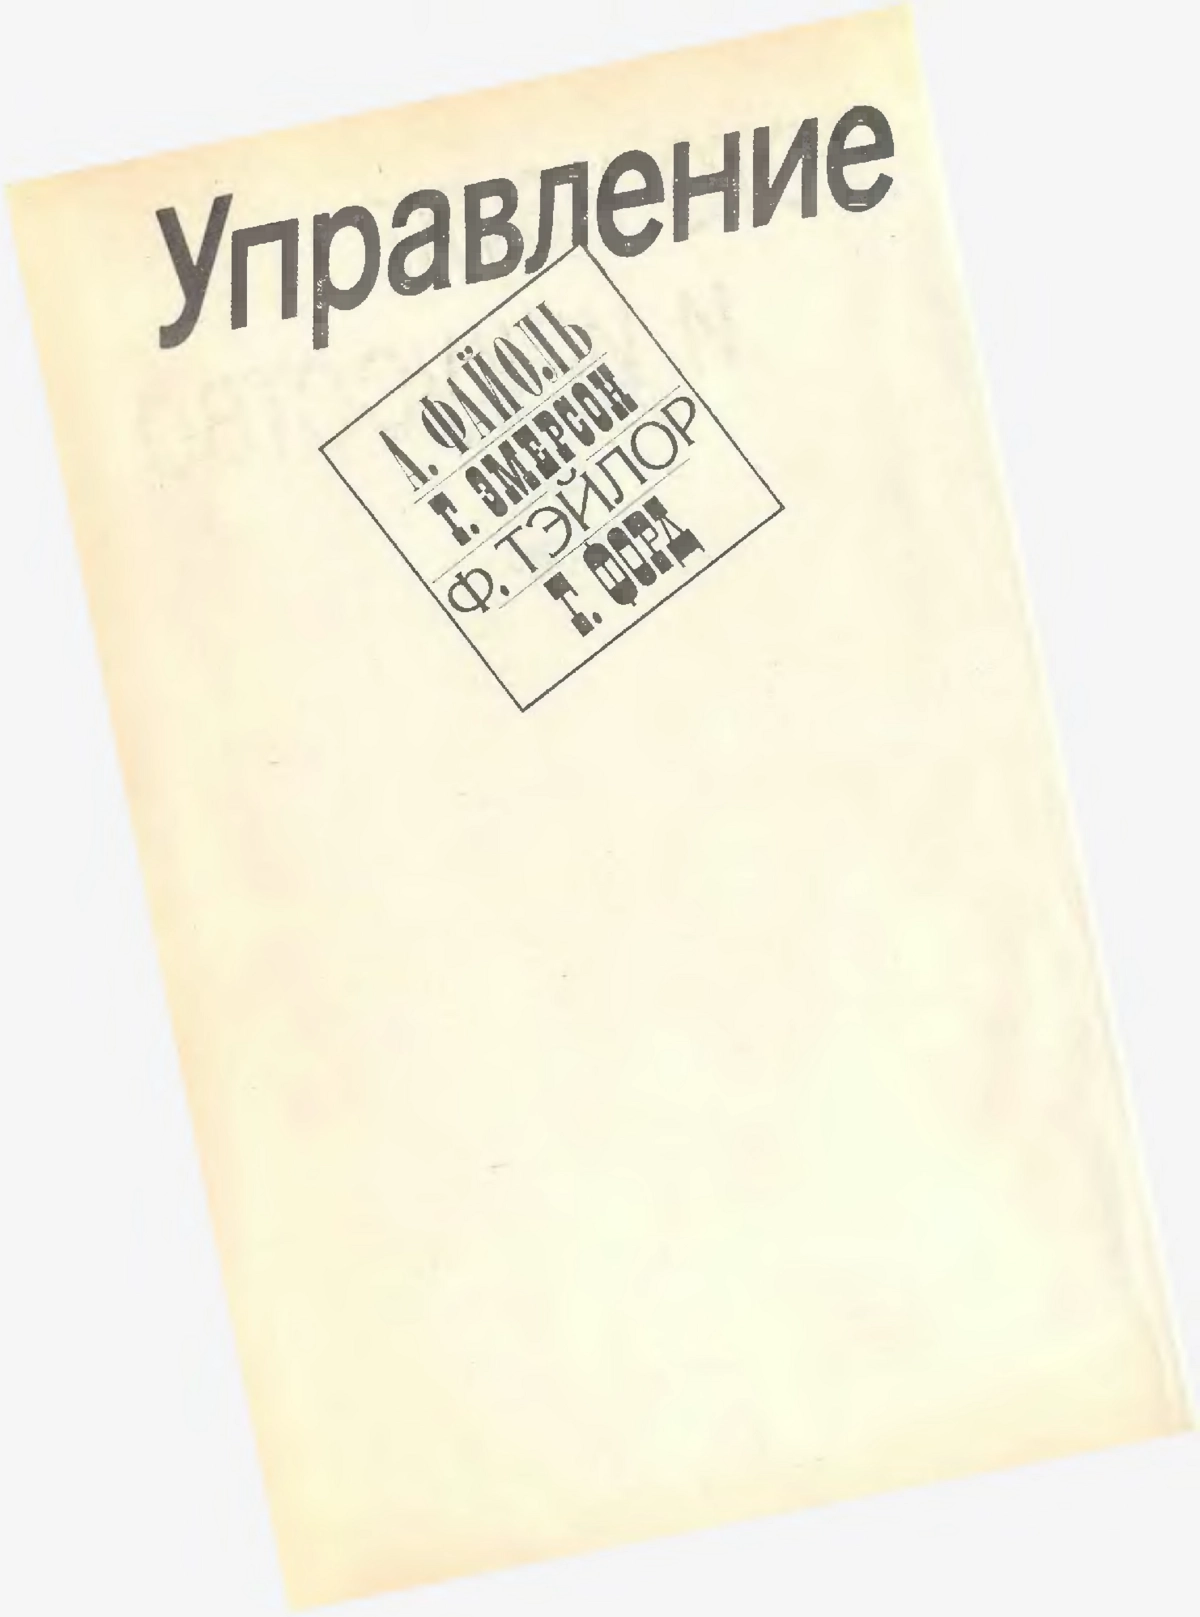 Управление
А. ФАЙОЛЬ
Г. ЭМЕРСОН
Ф. ТЭЙЛОР
Г. ФОРД